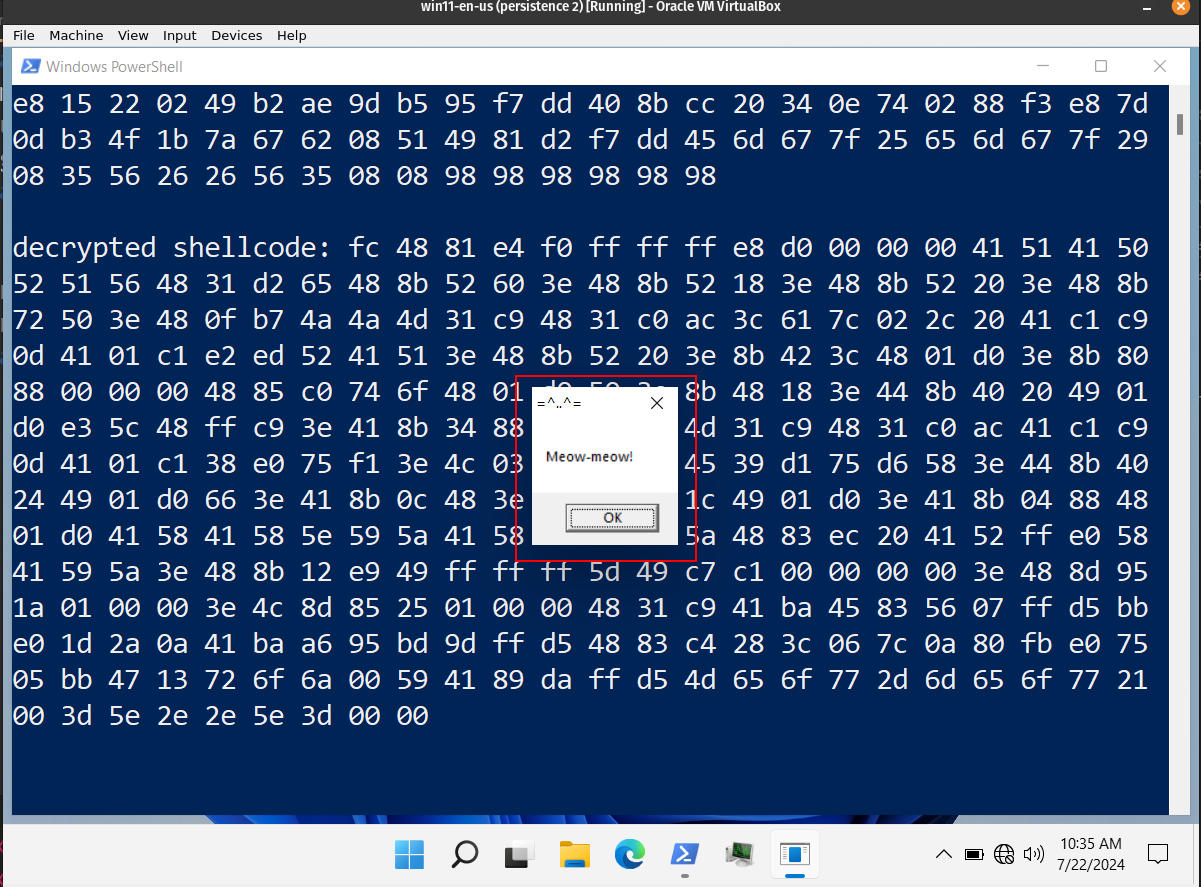 win11-en-us (persistence 2) [Running] - Oracle VM VirtualBox
File Machine View Input Devices Help
Windows PowerShell
e8 15 22 02 49 b2 ae 9d b5 95 f7 dd 40 8b cc 20 34 0e 74 02 88 f3 e8 7d
0d b3 4f 1b 7a 67 62 08 51 49 81 d2 f7 dd 45 6d 67 7f 25 65 6d 67 7f 29
08 35 56 26 26 56 35 08 08 98 98 98 98 98 98
decrypted shellcode: fc 48 81 e4 f0 ff ff ff e8 d0 00 00 00 41 51 41 50
52 51 56 48 31 d2 65 48 8b 52 60 3e 48 8b 52 18 3e 48 8b 52 20 3e 48 8b
72 50 3e 48 0f b7 4a 4a 4d 31 c9 48 31 c0 ac 3c 61 7c 02 2c 20 41 c1 c9
0d 41 01 c1 e2 ed 52 41 51 3e 48 8b 52 20 3e 8b 42 3c 48 01 d0 3e 8b 80
88 00 00 00 48 85 c0 74 6f 48 01 d0 50 3e 8b 48 18 3e 44 8b 40 20 49 01
d0 e3 5c 48 ff c9 3e 41 8b 34 88 4d 31 c9 48 31 c0 ac 41 c1 c9
0d 41 01 c1 38 e0 75 f1 3e 4c 03 45 39 d1 75 d6 58 3e 44 8b 40
24 49 01 d0 66 3e 41 8b 0c 48 3e 1c 49 01 d0 3e 41 8b 04 88 48
01 d0 41 58 41 58 5e 59 5a 41 58 5a 48 83 ec 20 41 52 ff e0 58
41 59 5a 3e 48 8b 12 e9 49 ff ff ff 5d 49 c7 c1 00 00 00 00 3e 48 8d 95
1a 01 00 00 3e 4c 8d 85 25 01 00 00 48 31 c9 41 ba 45 83 56 07 ff d5 bb
e0 1d 2a 0a 41 ba a6 95 bd 9d ff d5 48 83 c4 28 3c 06 7c 0a 80 fb e0 75
05 bb 47 13 72 6f 6a 00 59 41 89 da ff d5 4d 65 6f 77 2d 6d 65 6f 77 21
00 3d 5e 2e 2e 5e 3d 00 00
=^..^=
Meow-meow!
OK
10:35 AM
7/22/2024